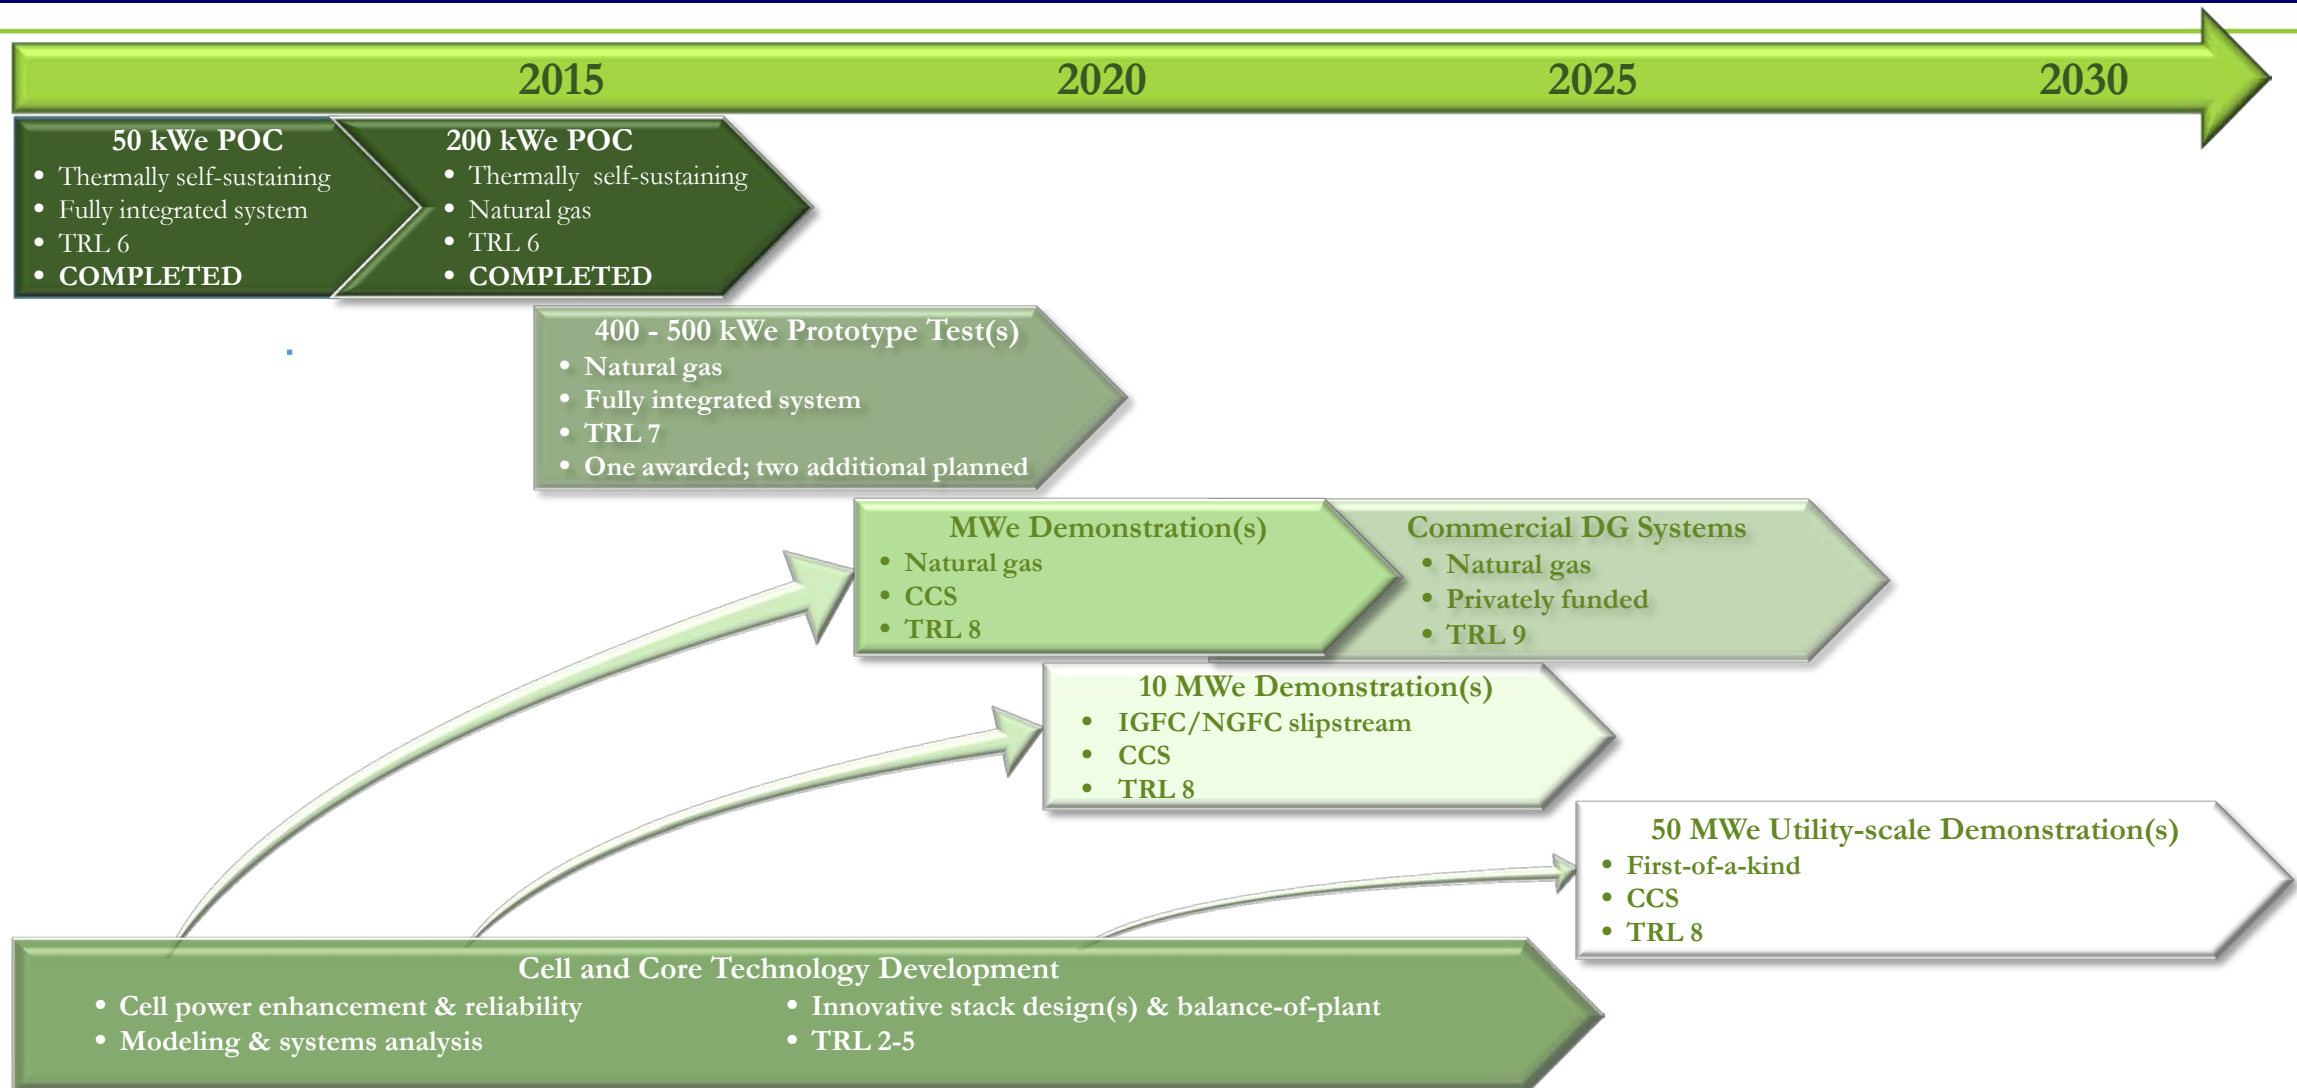 2015 2020 2025 2030
50 kWe POC
• Thermally self-sustaining
• Fully integrated system
• TRL 6
• COMPLETED
200 kWe POC
• Thermally self-sustaining
• Natural gas
• TRL 6
• COMPLETED
400 - 500 kWe Prototype Test(s)
• Natural gas
• Fully integrated system
• TRL 7
• One awarded; two additional planned
MWe Demonstration(s)
• Natural gas
• CCS
• TRL 8
Commercial DG Systems
• Natural gas
• Privately funded
• TRL 9
10 MWe Demonstration(s)
• IGFC/NGFC slipstream
• CCS
• TRL 8
50 MWe Utility-scale Demonstration(s)
• First-of-a-kind
• CCS
• TRL 8
Cell and Core Technology Development
• Cell power enhancement & reliability
• Modeling & systems analysis
• Innovative stack design(s) & balance-of-plant
• TRL 2-5